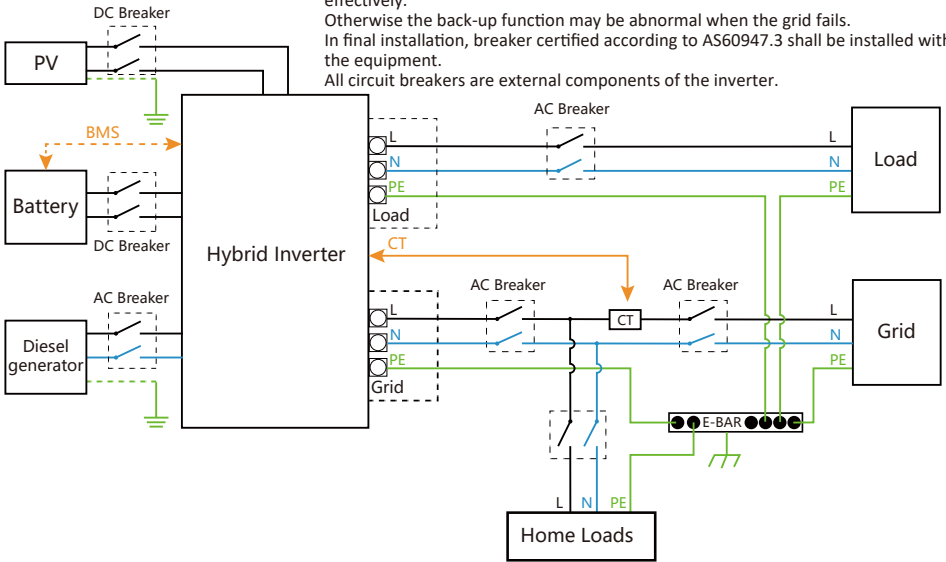 effectively.
Otherwise the back-up function may be abnormal when the grid fails.
In final installation, breaker certified according to AS60947.3 shall be installed with
the equipment.
All circuit breakers are external components of the inverter.
DC Breaker
PV
AC Breaker
BMS
L
N
PE
Load
L
N
PE
Load
Battery
DC Breaker
Hybrid Inverter
CT
AC Breaker
AC Breaker
AC Breaker
L
N
PE
Grid
CT
L
N
PE
Grid
Diesel
generator
E-BAR
L
N
PE
Home Loads